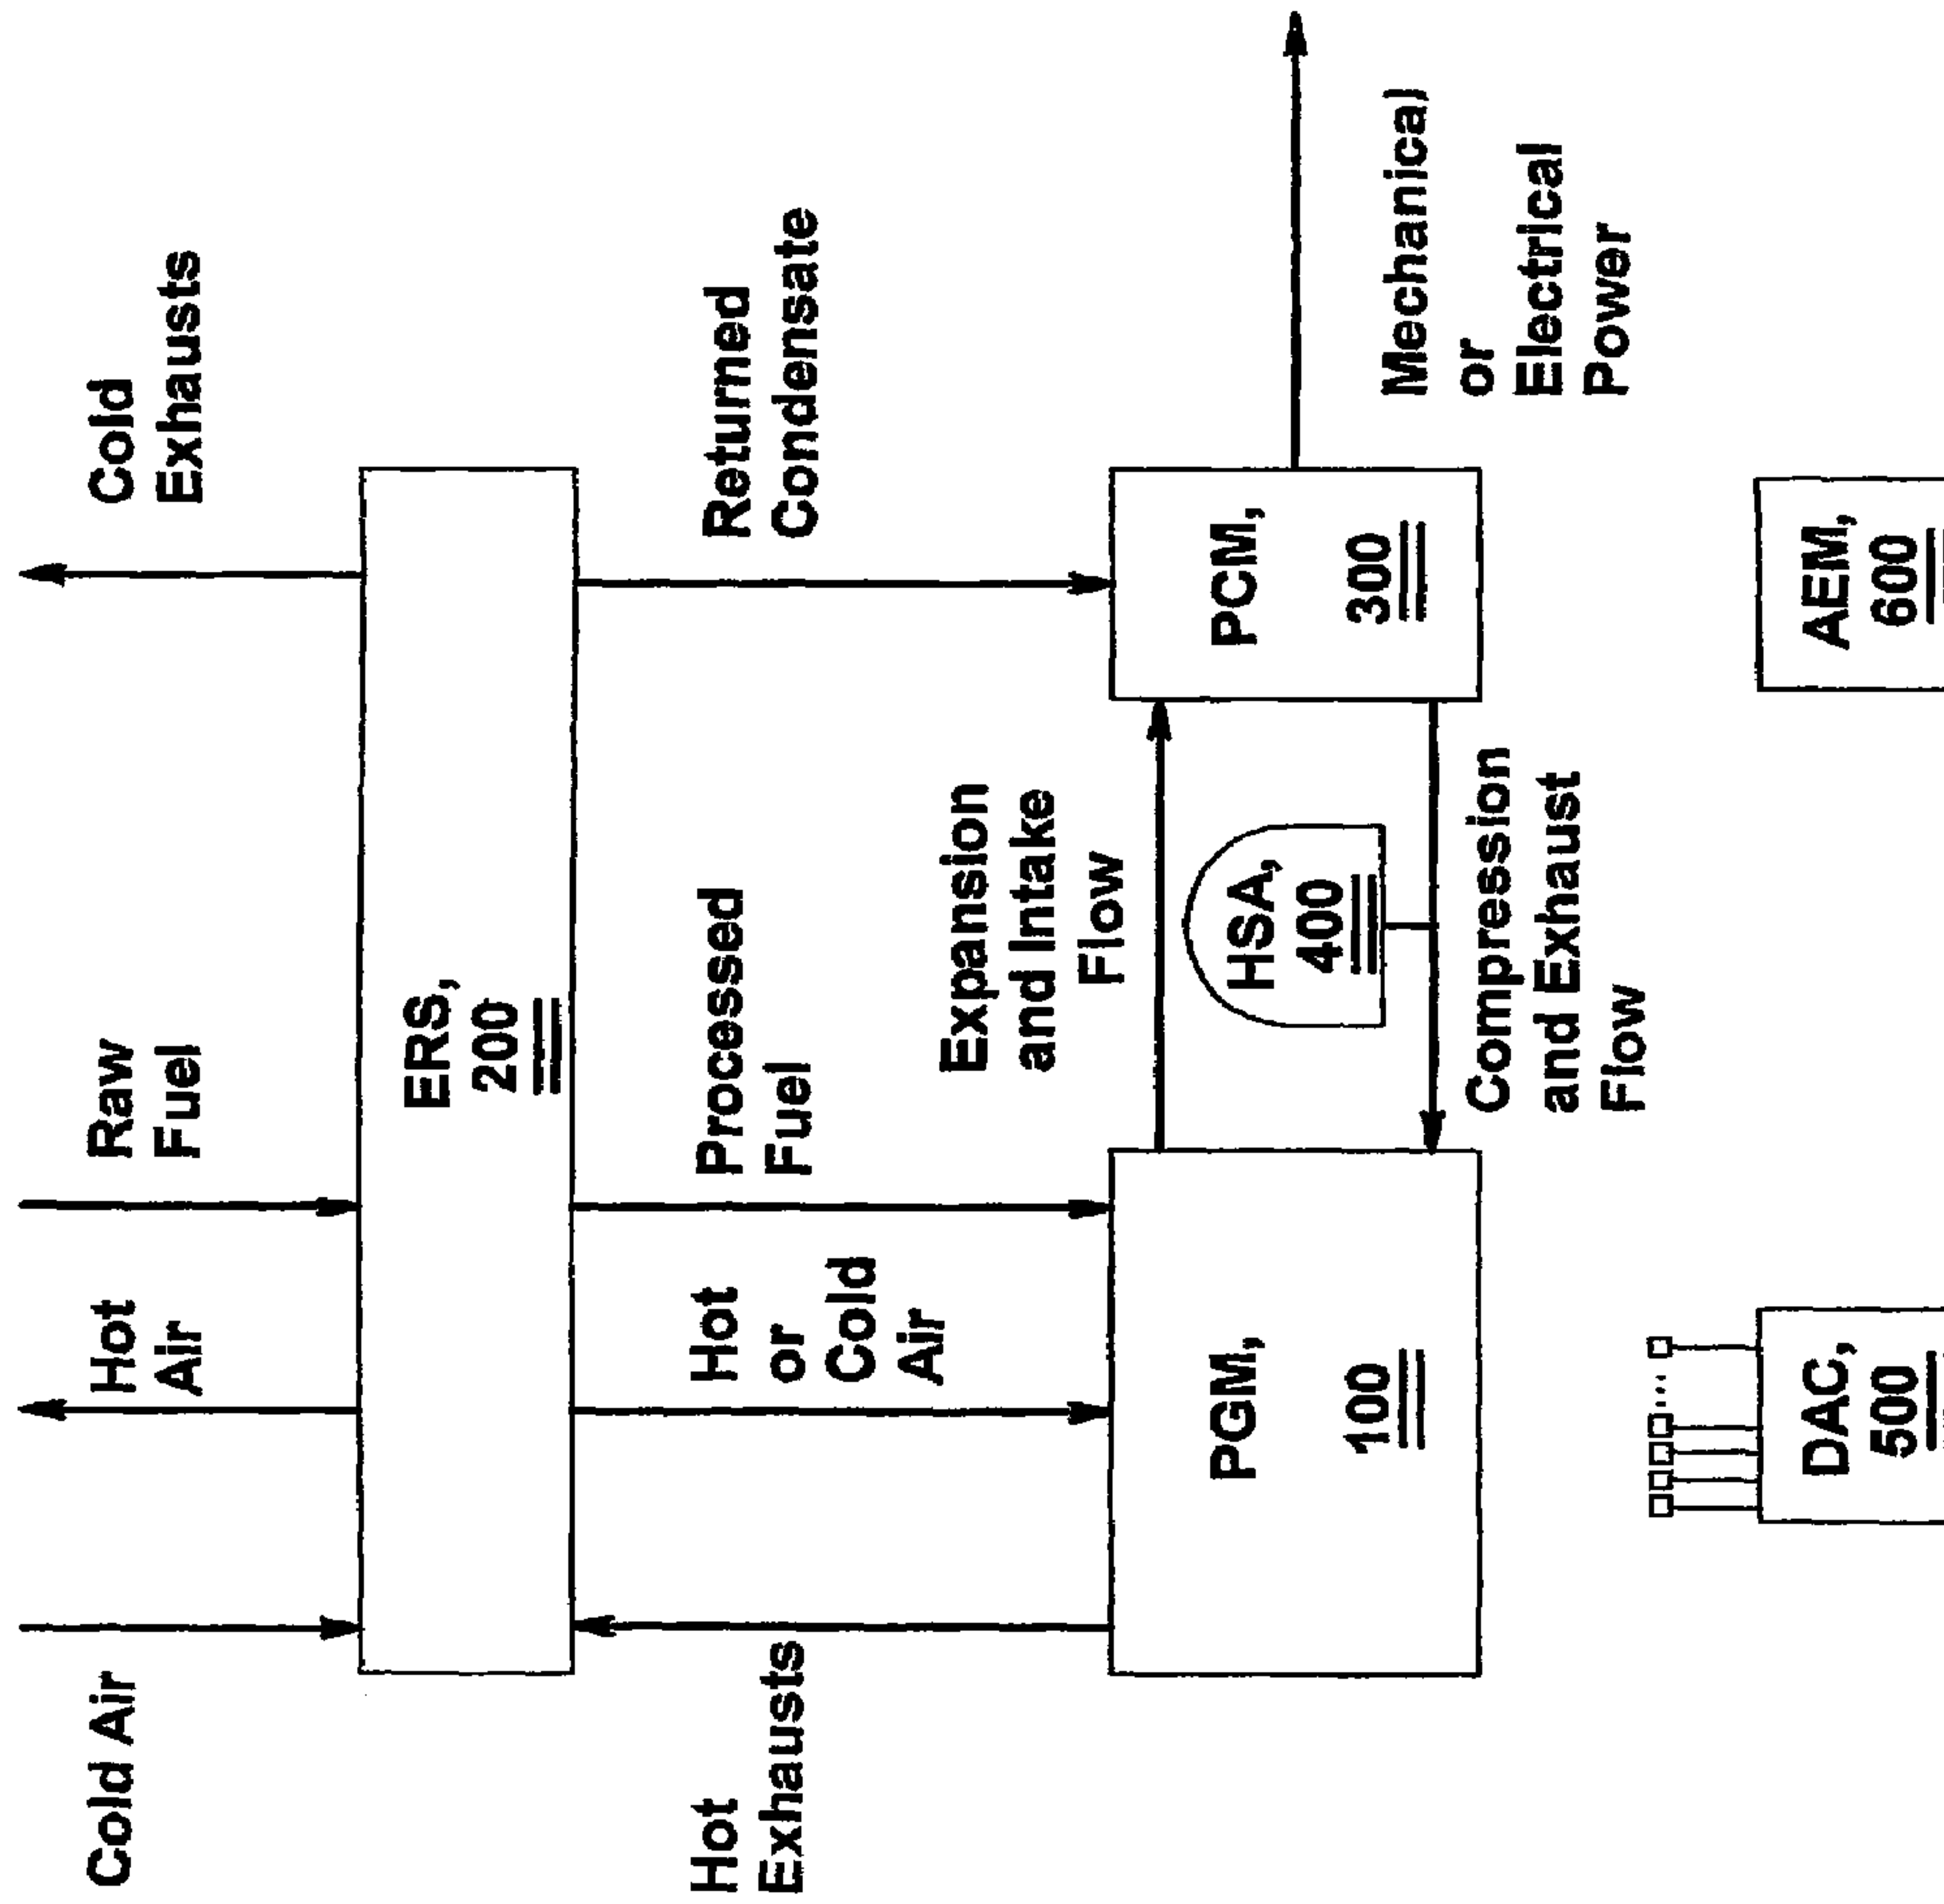 Cold Air
Hot
Air
Raw
Fuel
Cold
Exhausts
ERS,
200
Hot
Exhausts
Hot
or
Cold
Air
Processed
Fuel
Returned
Condensate
Expansion
and Intake
Flow
PGM,
100
HSA,
400
PCM,
300
Compression
and Exhaust
Flow
Mechanical
or
Electrical
Power
DAC,
500
AEM,
600